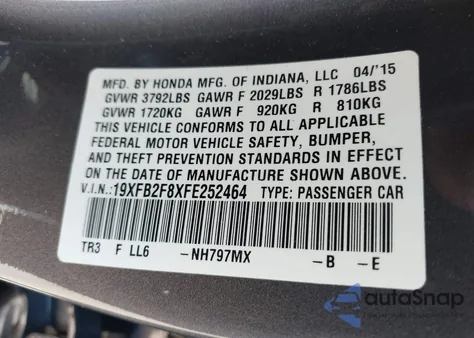 MFD. BY HONDA MFG. OF INDIANA, LLC 04/'15
GVWR 3792LBS GAWR F 2029LBS R 1786LBS
GVWR 1720KG GAWR F 920KG R 810KG
THIS VEHICLE CONFORMS TO ALL APPLICABLE
FEDERAL MOTOR VEHICLE SAFETY, BUMPER,
AND THEFT PREVENTION STANDARDS IN EFFECT
ON THE DATE OF MANUFACTURE SHOWN ABOVE.
V.I.N.:19XFB2F8XFE252464 TYPE: PASSENGER CAR
TR3 F LL6 -NH797MX -B -E
autoSnap